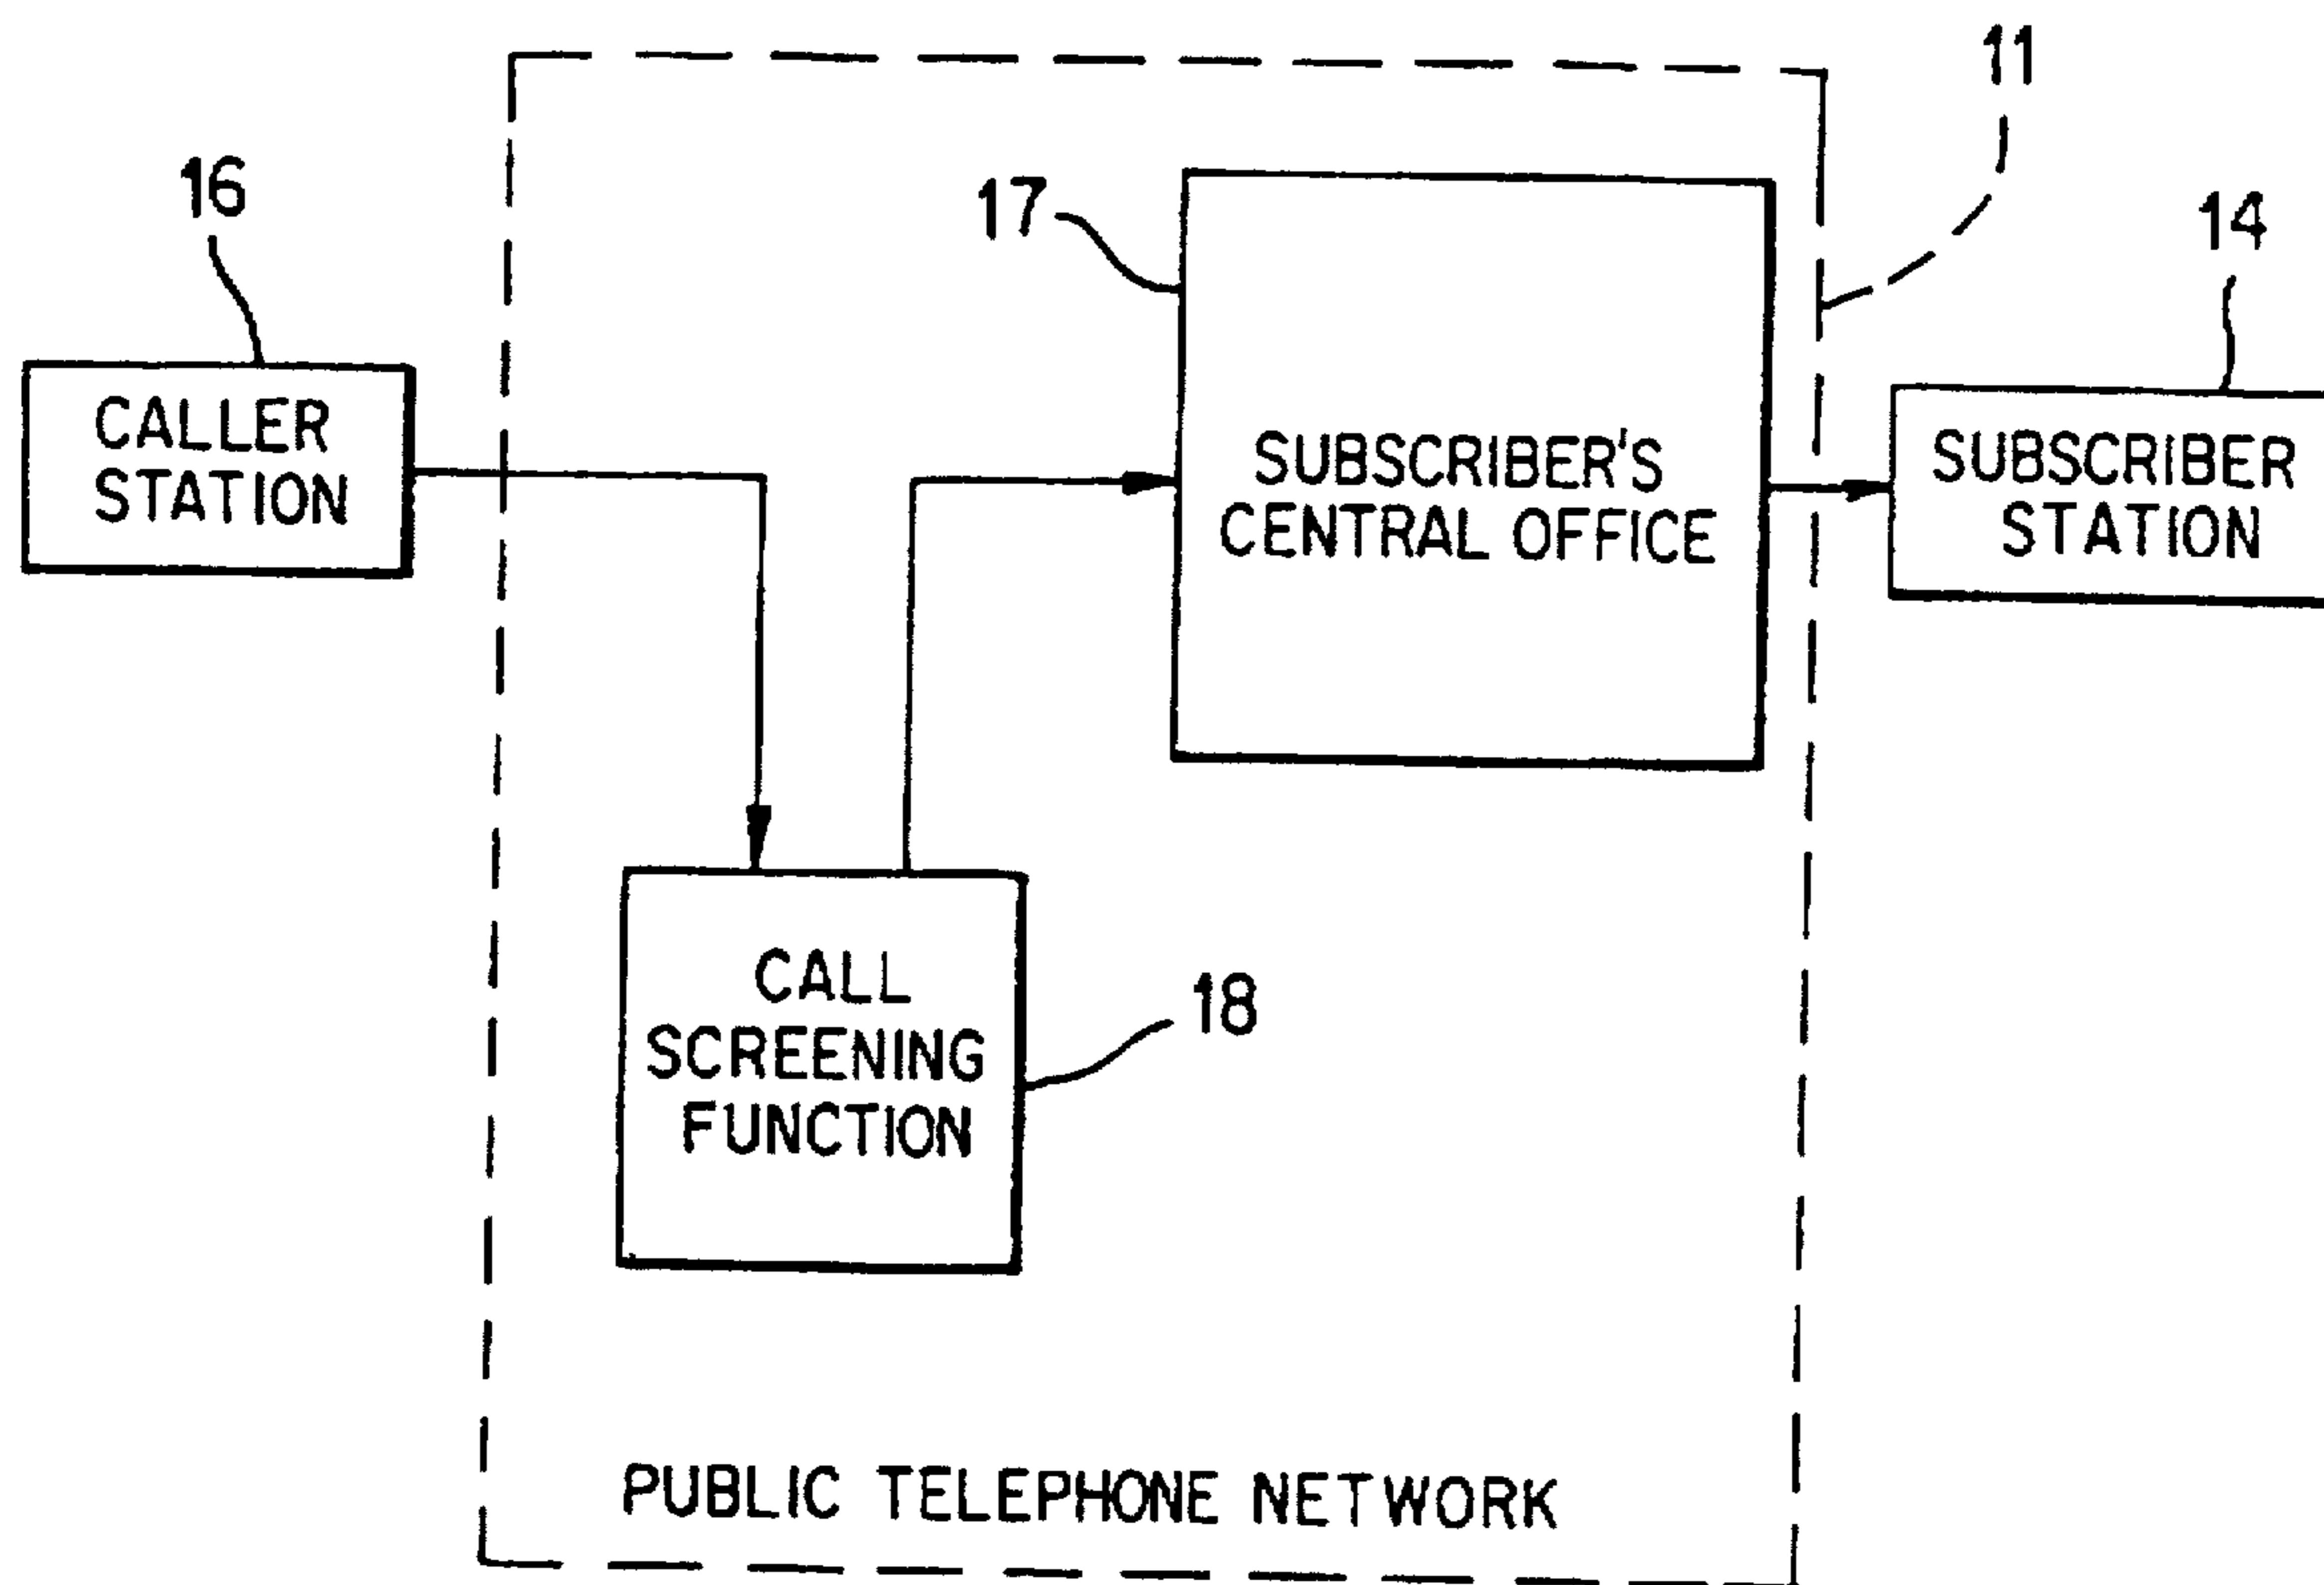 11
16
17
14
CALLER
STATION
SUBSCRIBER'S
CENTRAL OFFICE
SUBSCRIBER
STATION
CALL
SCREENING
FUNCTION
18
PUBLIC TELEPHONE NETWORK